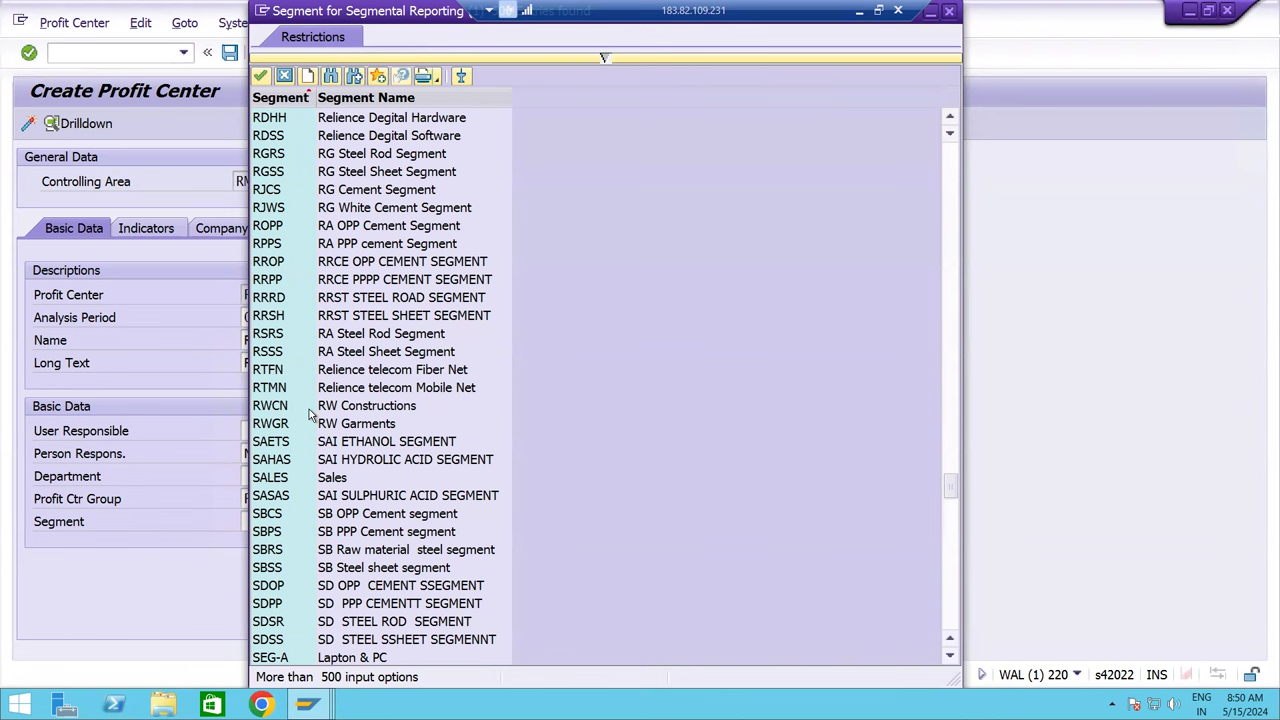 Profit Center Edit Goto Syste
Segment for Segmental Reporting
183.82.109.231
Restrictions
Create Profit Center
Segment Segment Name
Drilldown
General Data
Controlling Area RM
Basic Data Indicators Company
Descriptions
Profit Center
Analysis Period
Name
Long Text
Basic Data
User Responsible
Person Respons.
Department
Profit Ctr Group
Segment
RDHH Relience Degital Hardware
RDSS Relience Degital Software
RGRS RG Steel Rod Segment
RGSS RG Steel Sheet Segment
RJCS RG Cement Segment
RJWS RG White Cement Segment
ROPP RA OPP Cement Segment
RPPS RA PPP cement Segment
RROP RRCE OPP CEMENT SEGMENT
RRPP RRCE PPPP CEMENT SEGMENT
RRRD RRST STEEL ROAD SEGMENT
RRSH RRST STEEL SHEET SEGMENT
RSRS RA Steel Rod Segment
RSSS RA Steel Sheet Segment
RTFN Relience telecom Fiber Net
RTMN Relience telecom Mobile Net
RWCN RW Constructions
RWGR RW Garments
SAETS SAI ETHANOL SEGMENT
SAHAS SAI HYDROLIC ACID SEGMENT
SALES Sales
SASAS SAI SULPHURIC ACID SEGMENT
SBCS SB OPP Cement segment
SBPS SB PPP Cement segment
SBRS SB Raw material steel segment
SBSS SB Steel sheet segment
SDOP SD OPP CEMENT SSEGMENT
SDPP SD PPP CEMENTT SEGMENT
SDSR SD STEEL ROD SEGMENT
SDSS SD STEEL SSHEET SEGMENNT
SEG-A Lapton & PC
More than 500 input options
WAL (1) 220 s42022 INS
ENG
IN
8:50 AM
5/15/2024